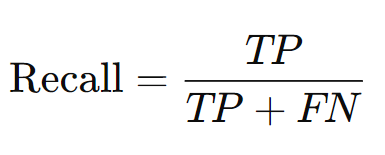 Recall = TP / (TP + FN)